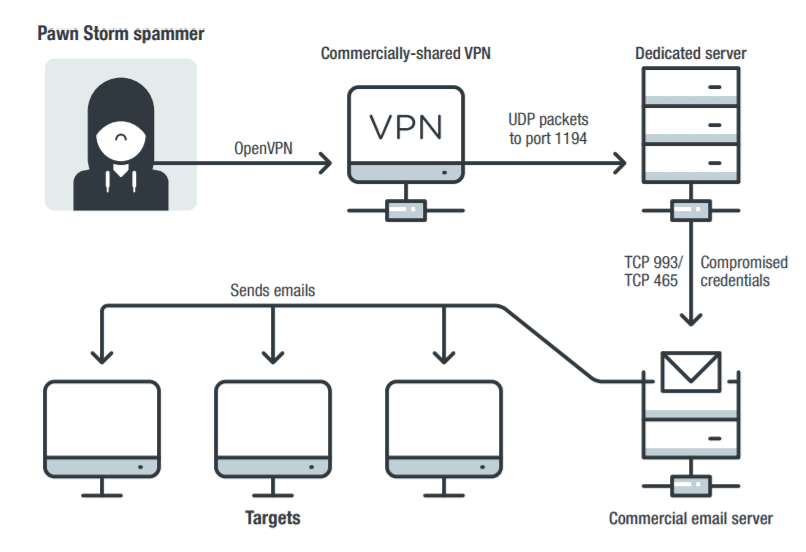 Pawn Storm spammer
Commercially-shared VPN
Dedicated server
VPN
OpenVPN
UDP packets
to port 1194
TCP 993/
TCP 465
Compromised
credentials
Sends emails
Targets
Commercial email server